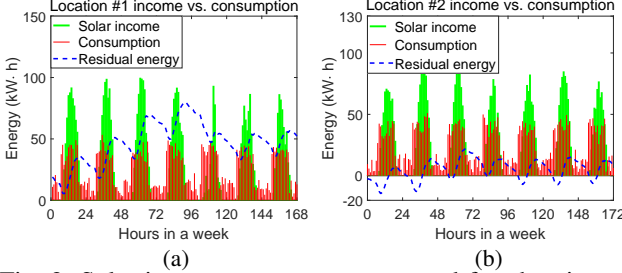 Location #1 income vs. consumption
Solar income
Consumption
Residual energy
150
100
50
0
Energy (kW· h)
0 24 48 72 96 120 144 168
Hours in a week
(a)
Location #2 income vs. consumption
Solar income
Consumption
Residual energy
130
100
50
0
-20
Energy (kW· h)
0 24 48 72 96 120 144 172
Hours in a week
(b)